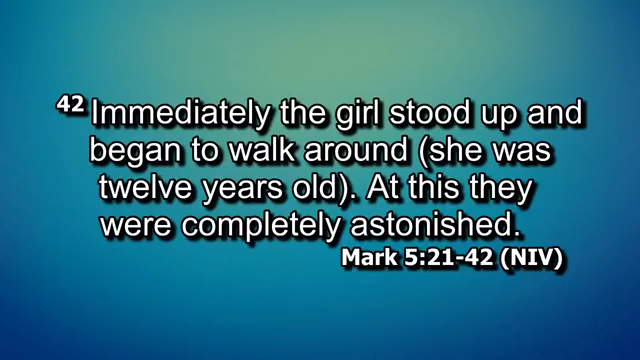 42 Immediately the girl stood up and
began to walk around (she was
twelve years old). At this they
were completely astonished.
Mark 5:21-42 (NIV)